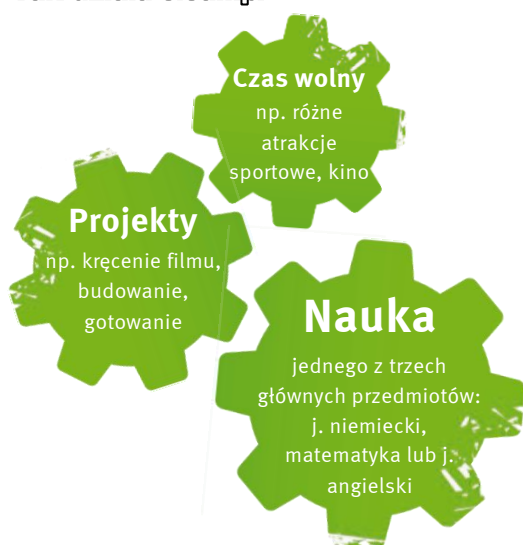 Czas wolny
np. różne
atrakcje
sportowe, kino
Projekty
np. kręcenie filmu,
budowanie,
gotowanie
Nauka
jednego z trzech
głównych przedmiotów:
j. niemiecki,
matematyka lub j.
angielski